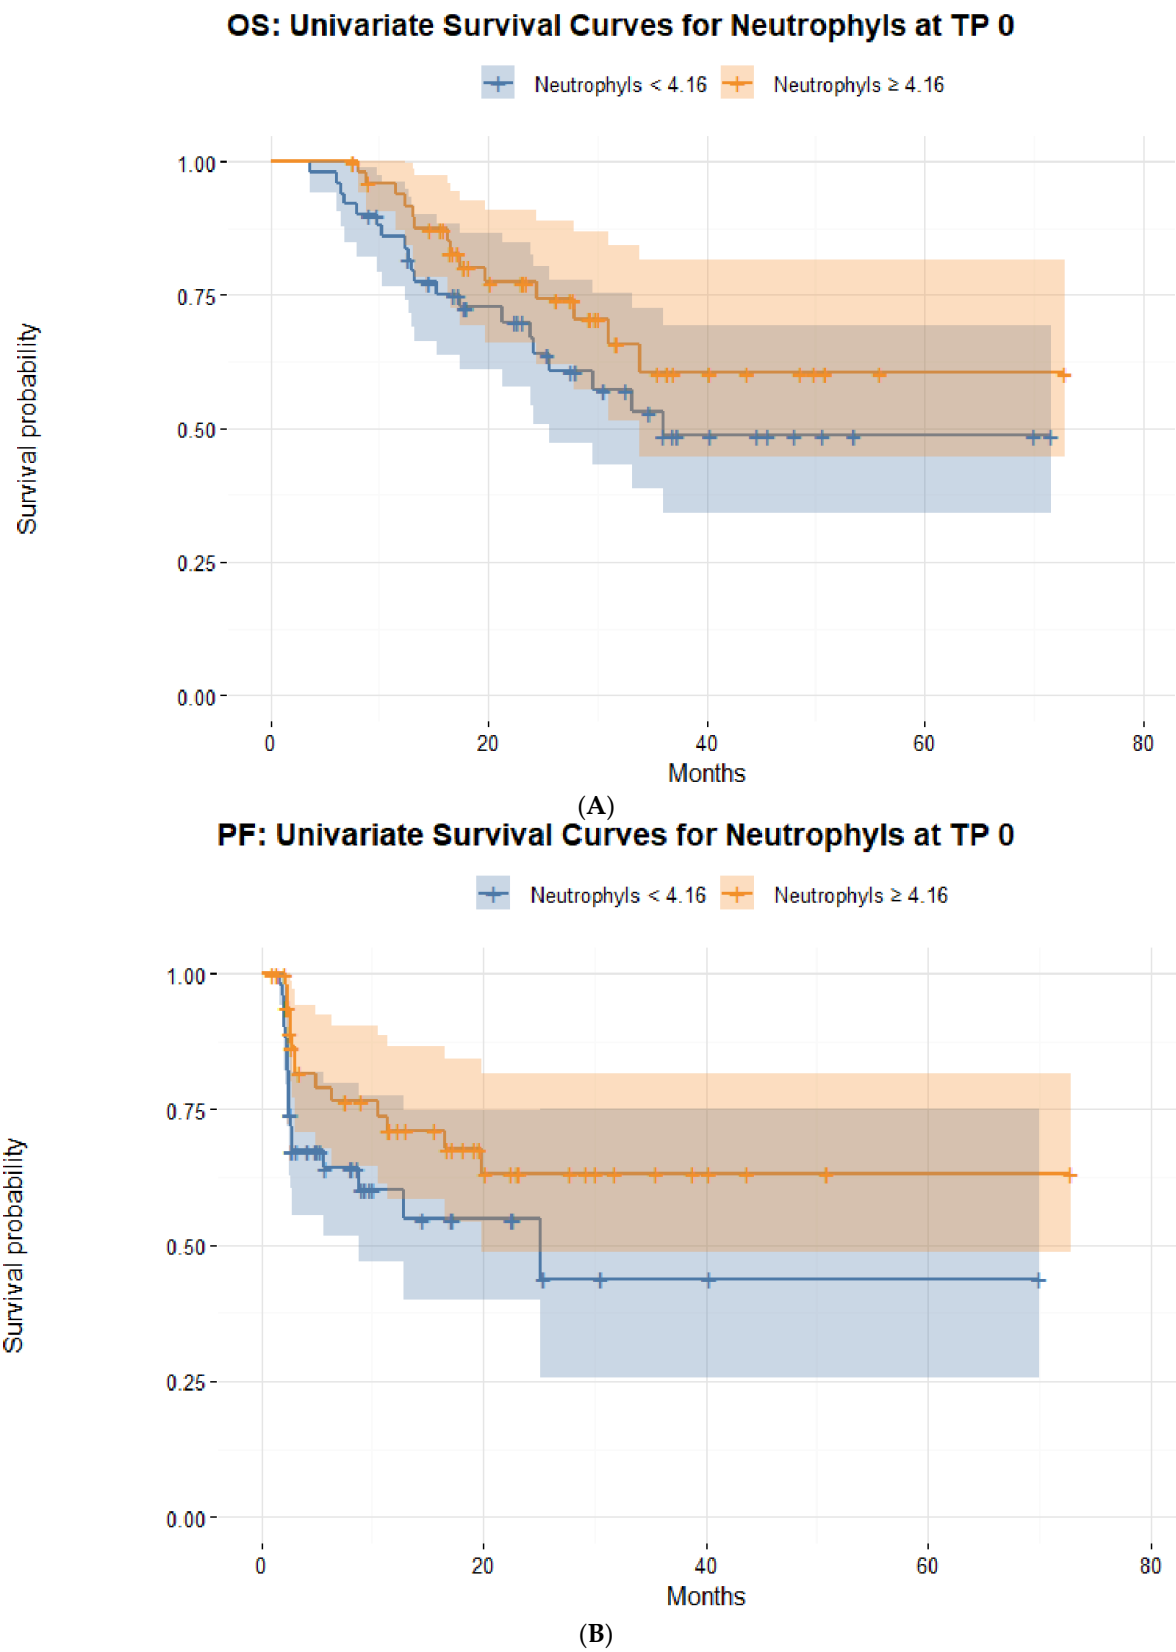 OS: Univariate Survival Curves for Neutrophyls at TP 0
Neutrophyls < 4.16 Neutrophyls ≥ 4.16
Survival probability
1.00
0.75
0.50
0.25
0.00
0 20 40 60 80
Months
(A)
PF: Univariate Survival Curves for Neutrophyls at TP 0
Neutrophyls < 4.16 Neutrophyls ≥ 4.16
Survival probability
1.00
0.75
0.50
0.25
0.00
0 20 40 60 80
Months
(B)